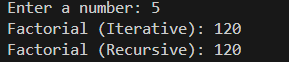 Enter a number: 5
Factorial (Iterative): 120
Factorial (Recursive): 120